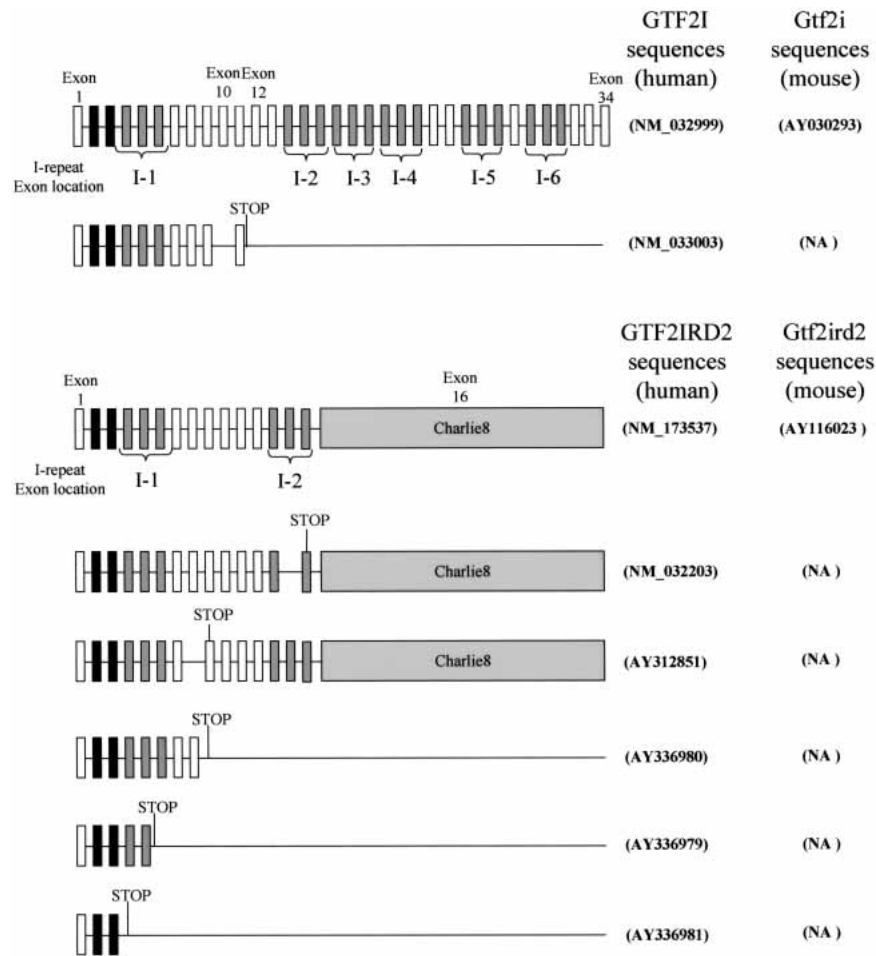 GTF2I
sequences
(human)
Gtf2i
sequences
(mouse)
Exon
1
Exon
10
Exon
12
Exon
34
(NM_032999)
(AY030293)
I-repeat
Exon location
I-1
I-2
I-3
I-4
I-5
I-6
STOP
(NM_033003)
(NA )
GTF2IRD2
sequences
(human)
Gtf2ird2
sequences
(mouse)
Exon
1
Exon
16
Charlie8
(NM_173537)
(AY116023 )
I-repeat
Exon location
I-1
I-2
STOP
Charlie8
(NM_032203)
(NA )
STOP
Charlie8
(AY312851)
(NA )
STOP
(AY336980)
(NA )
STOP
(AY336979)
(NA )
STOP
(AY336981)
(NA )